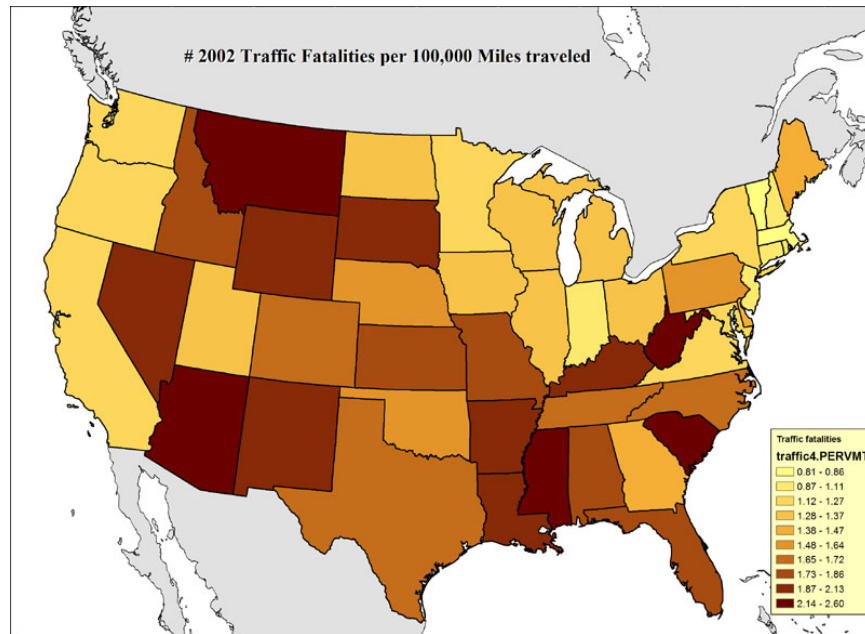 # 2002 Traffic Fatalities per 100,000 Miles traveled
Traffic fatalities
traffic4.PERVMT
0.81 - 0.86
0.87 - 1.11
1.12 - 1.27
1.28 - 1.37
1.38 - 1.47
1.48 - 1.64
1.65 - 1.72
1.73 - 1.86
1.87 - 2.13
2.14 - 2.60